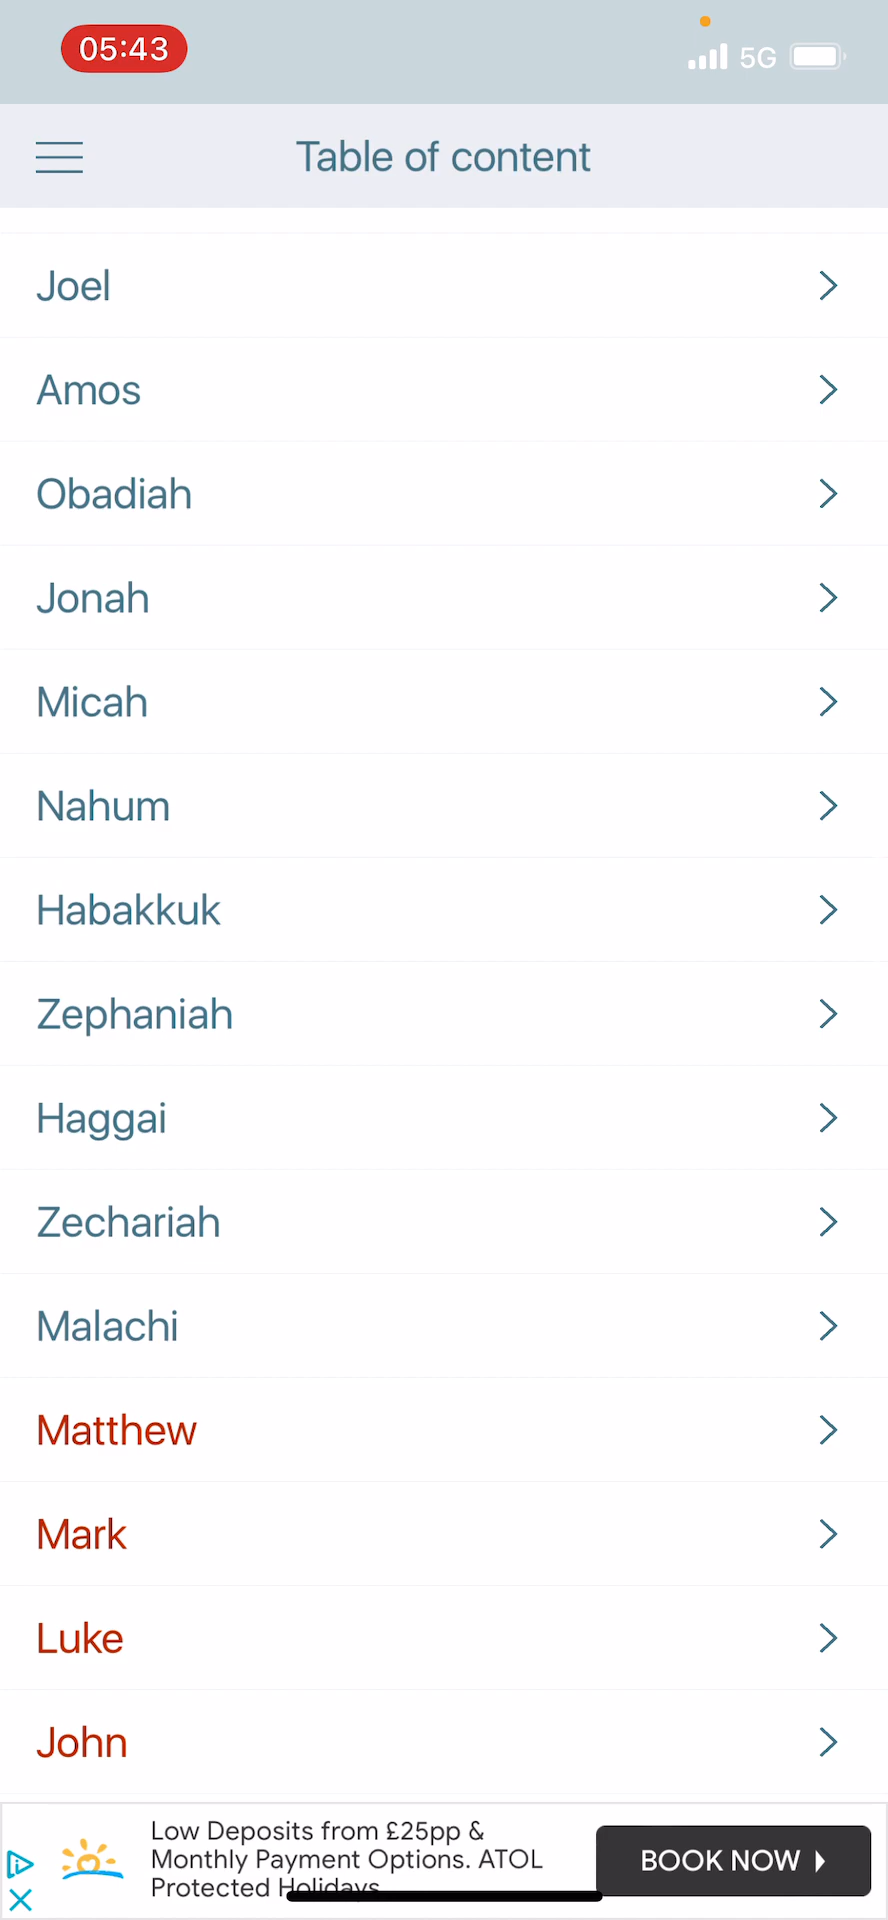 05:43
5G
Table of content
Joel
Amos
Obadiah
Jonah
Micah
Nahum
Habakkuk
Zephaniah
Haggai
Zechariah
Malachi
Matthew
Mark
Luke
John
Low Deposits from £25pp &
Monthly Payment Options. ATOL
Protected Holidays
BOOK NOW